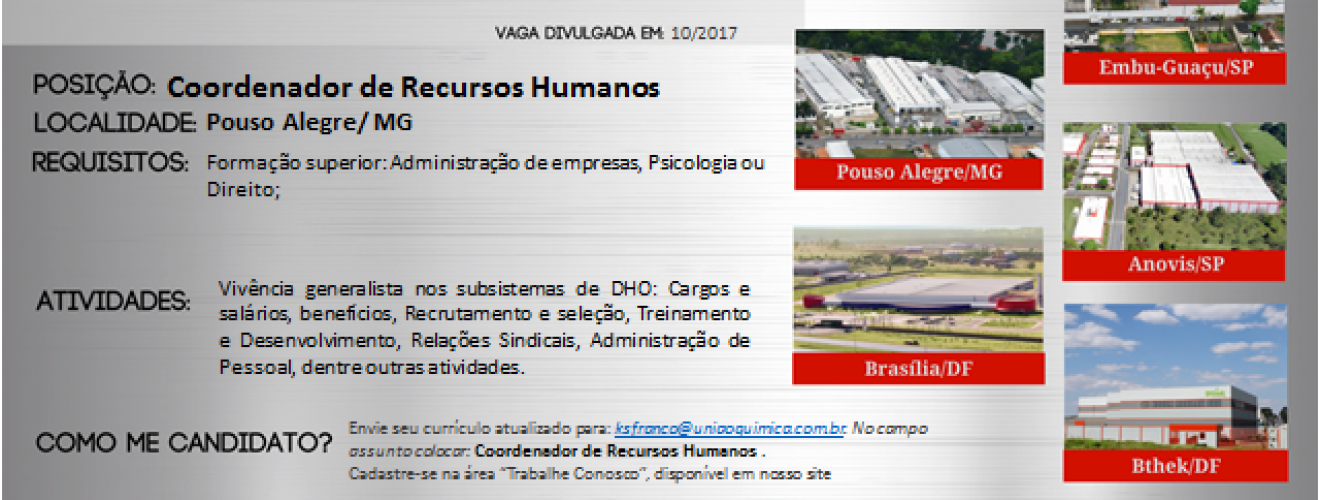 VAGA DIVULGADA EM: 10/2017
POSIÇÃO: Coordenador de Recursos Humanos
LOCALIDADE: Pouso Alegre/ MG
REQUISITOS: Formação superior: Administração de empresas, Psicologia ou
Direito;
ATIVIDADES: Vivência generalista nos subsistemas de DHO: Cargos e
salários, benefícios, Recrutamento e seleção, Treinamento
e Desenvolvimento, Relações Sindicais, Administração de
Pessoal, dentre outras atividades.
COMO ME CANDIDATO? Envie seu currículo atualizado para: ksfranca@uniaoquimica.com.br. No campo
assunto colocar: Coordenador de Recursos Humanos .
Cadastre-se na área "Trabalhe Conosco", disponível em nosso site
Embu-Guaçu/SP
Pouso Alegre/MG
Anovis/SP
Brasília/DF
Bthek/DF